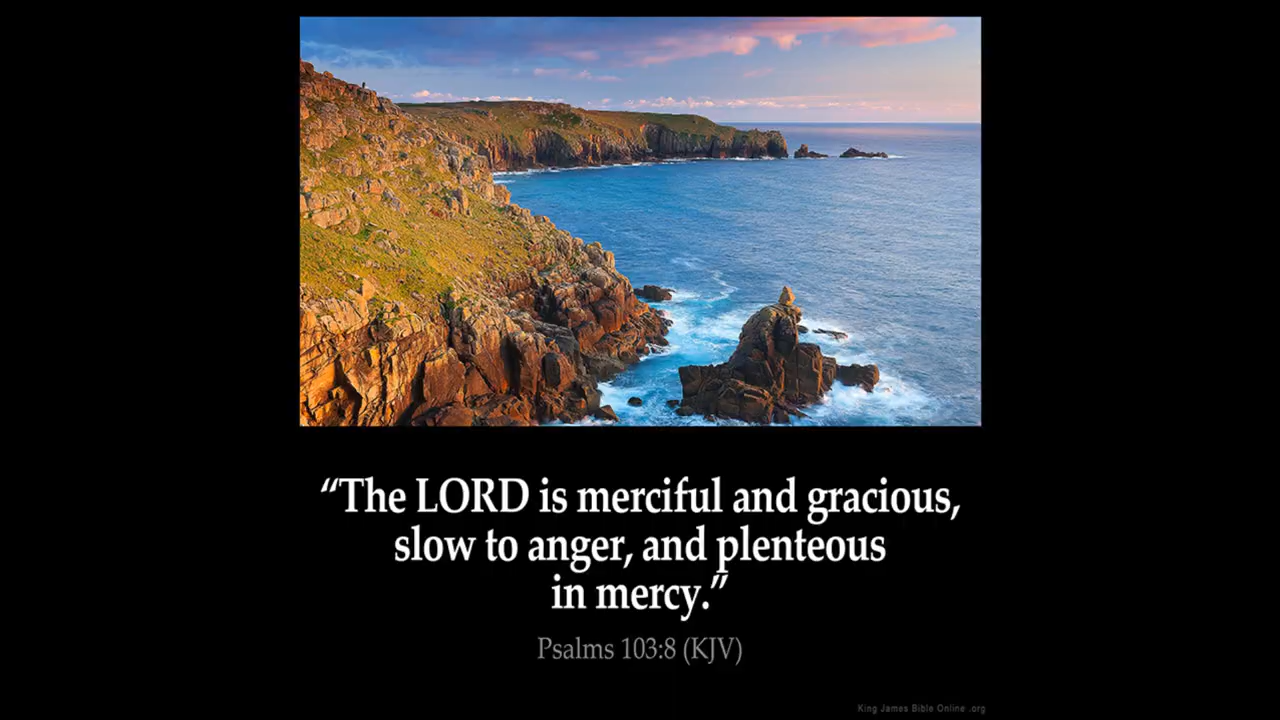 “The LORD is merciful and gracious,
slow to anger, and plenteous
in mercy.”
Psalms 103:8 (KJV)
King James Bible Online .org